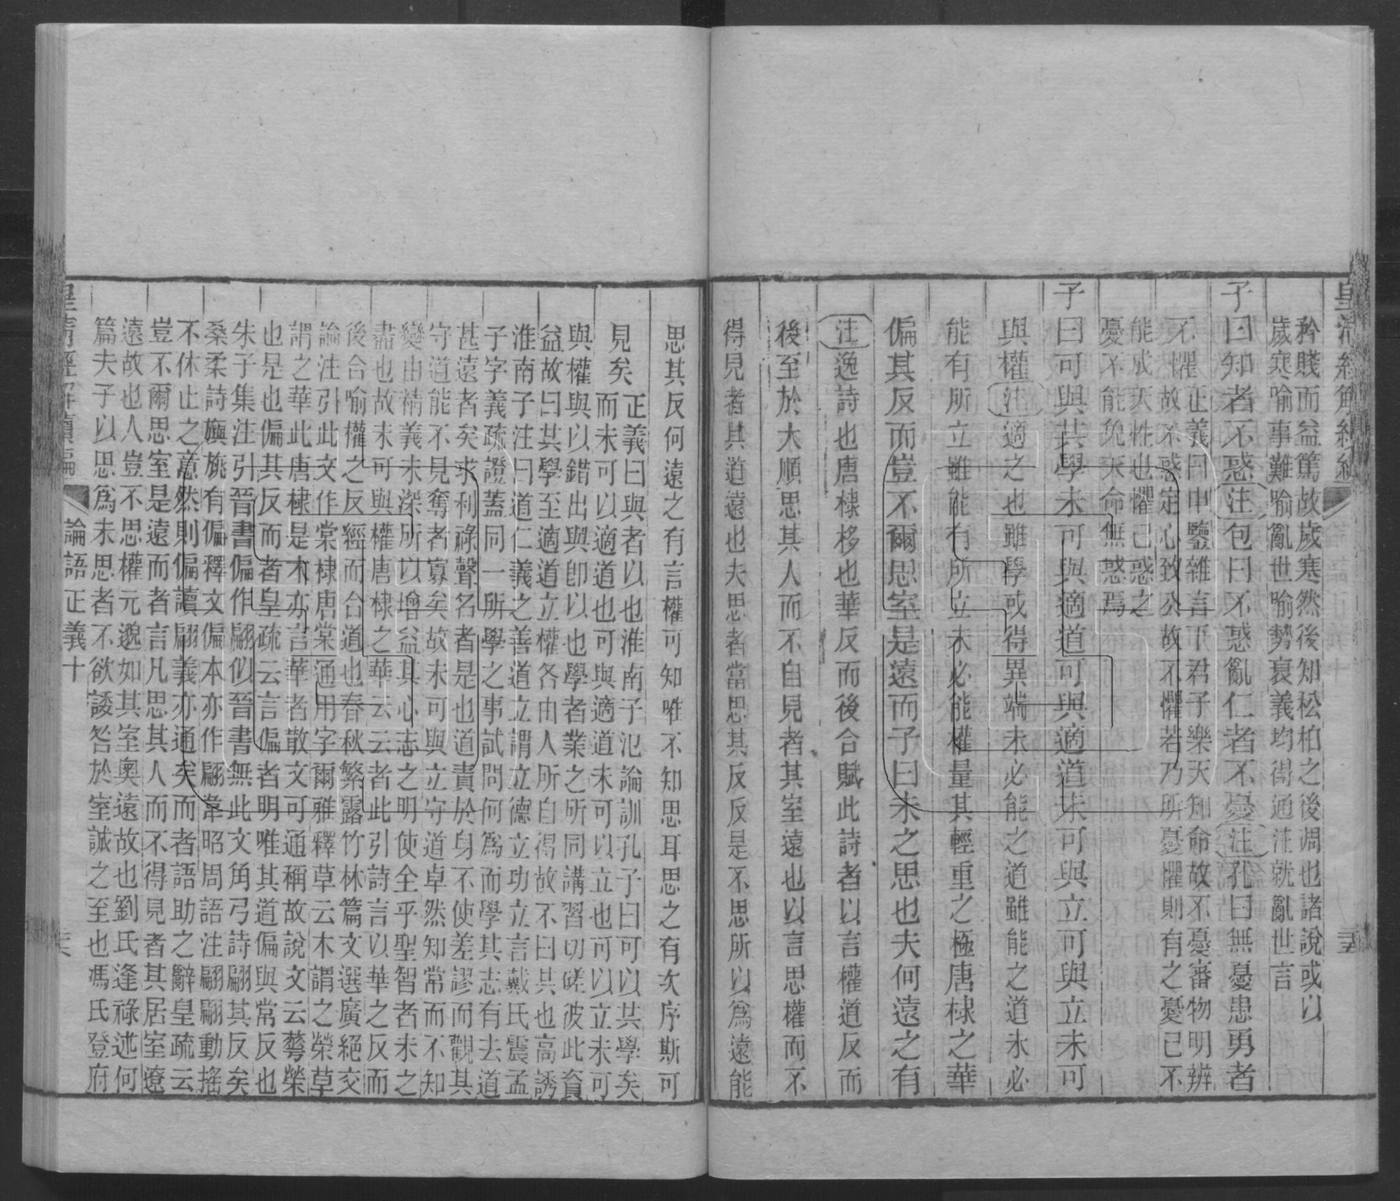 皇清經解續編
矜賤而益篤故歲寒然後知松柏之後凋也諸說或以
歲寒喻事難喻亂世喻勢衰義均得通注就亂世言
子曰知者不惑注包曰不惑亂仁者不憂注孔曰無憂患勇者
不懼正義曰申鑒雜言下君子樂天知命故不憂審物明辨
故不惑定心致公故不懼若乃所憂懼則有之憂己不
能成天性也懼己惑之
憂不能免天命無惑焉
子曰可與共學未可與適道可與適道未可與立可與立未可
與權注適之也雖學或得異端未必能之道雖能之道未必
能有所立雖能有所立未必能權量其輕重之極唐棣之華
偏其反而豈不爾思室是遠而子曰未之思也夫何遠之有
注逸詩也唐棣栘也華反而後合賦此詩者以言權道反而
後至於大順思其人而不自見者其室遠也以言思權而不
得見者其道遠也夫思者當思其反反是不思所以為遠能
思其反何遠之有言權可知唯不知思耳思之有次序斯可
見矣正義曰與者以也淮南子氾論訓孔子曰可以共學矣
而未可以適道也可與適道未可以立也可以立未可
與權與以錯出與即以也學者業之所同講習切磋彼此資
益故曰共學至適道立權各由人所自得故不曰共也高誘
淮南子注曰道仁義之善道立謂立德立功立言戴氏震孟
子字義疏證蓋同一所學之事試問何為而學其志有去道
甚遠者矣求利祿聲名者是也道責於身不使差謬而觀其
守道能不見奪者寡矣故未可與立守道卓然知常而不知
變由精義未深所以增益其心志之明使全乎聖智者未之
盡也故未可與權唐棣之華云云者此引詩言以華之反而
後合喻權之反經而合道也春秋繁露竹林篇文選廣絕交
論注引此文作棠棣唐棠通用字爾雅釋草云木謂之榮草
謂之華此唐棣是木亦言華者散文可通稱故說文云蕚榮
也是也偏其反而者皇疏云言偏者明唯其道偏與常反也
朱子集注引晉書偏作翩似晉書無此文角弓詩翩其反矣
桑柔詩旟旐有偏釋文偏本亦作翩韋昭周語注翩翩動搖
不休止之意然則偏讀翩義亦通矣而者語助之辭皇疏云
豈不爾思室是遠而者言凡思其人而不得見者其居室遼
遠故也人豈不思權元邈如其室奧遠故也劉氏逢祿述何
篇夫子以思為未思者不欲諼咎於室誠之至也馮氏登府
皇清經解續編 論語正義十